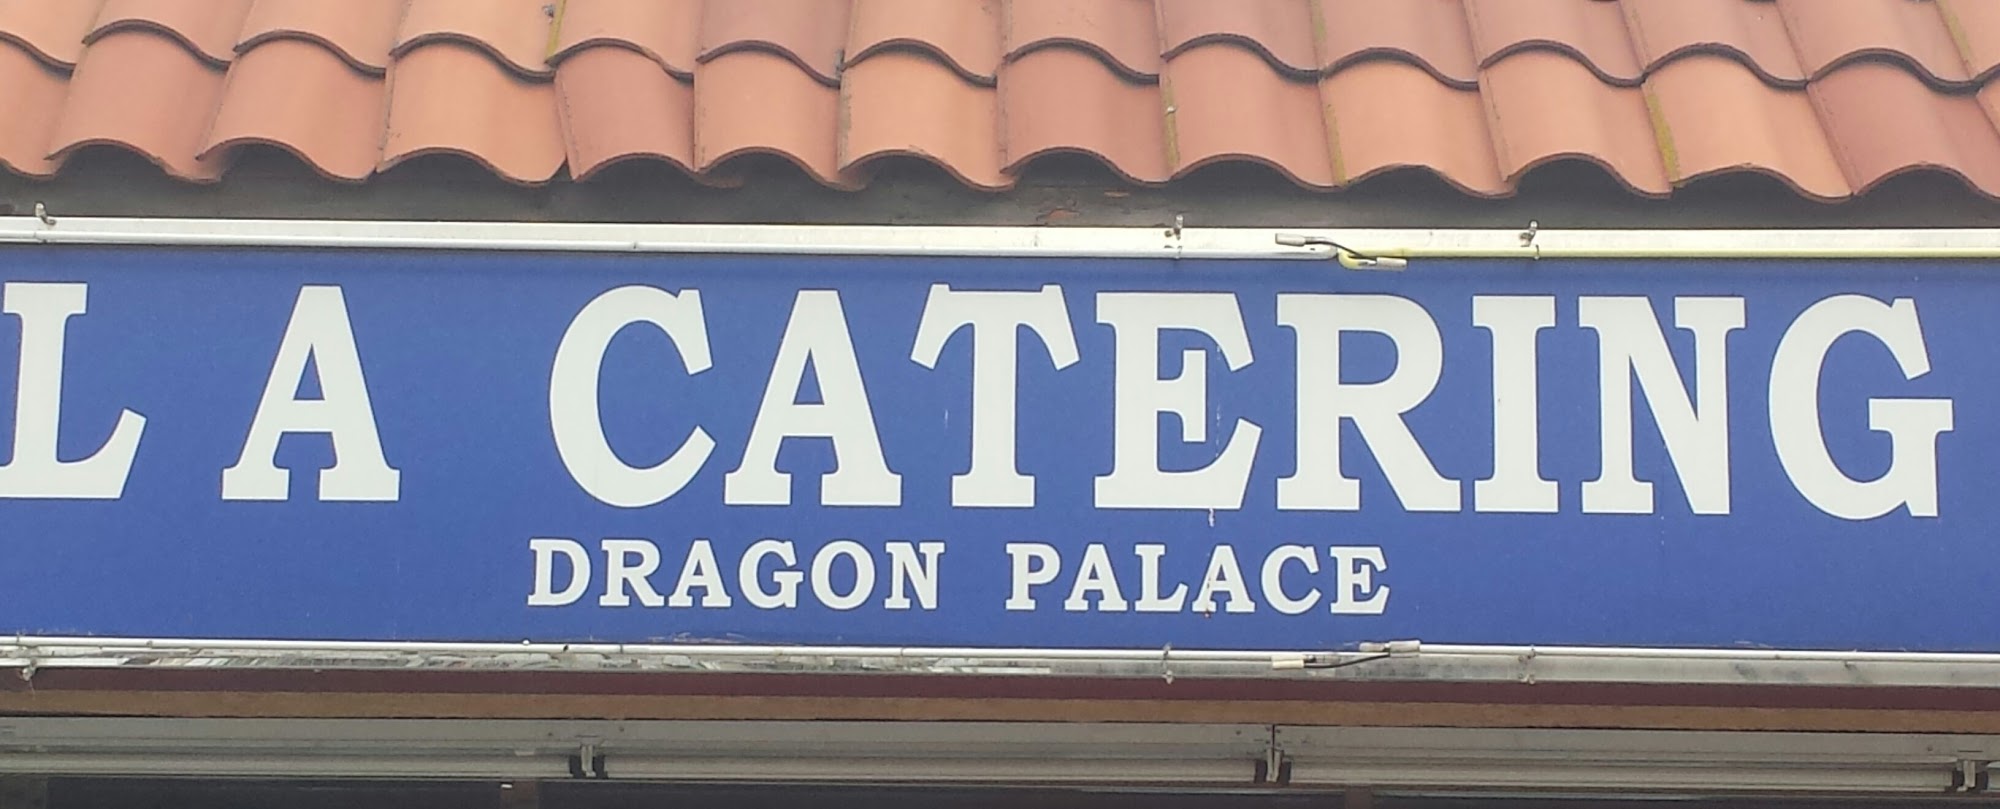 L A CATERING
DRAGON PALACE